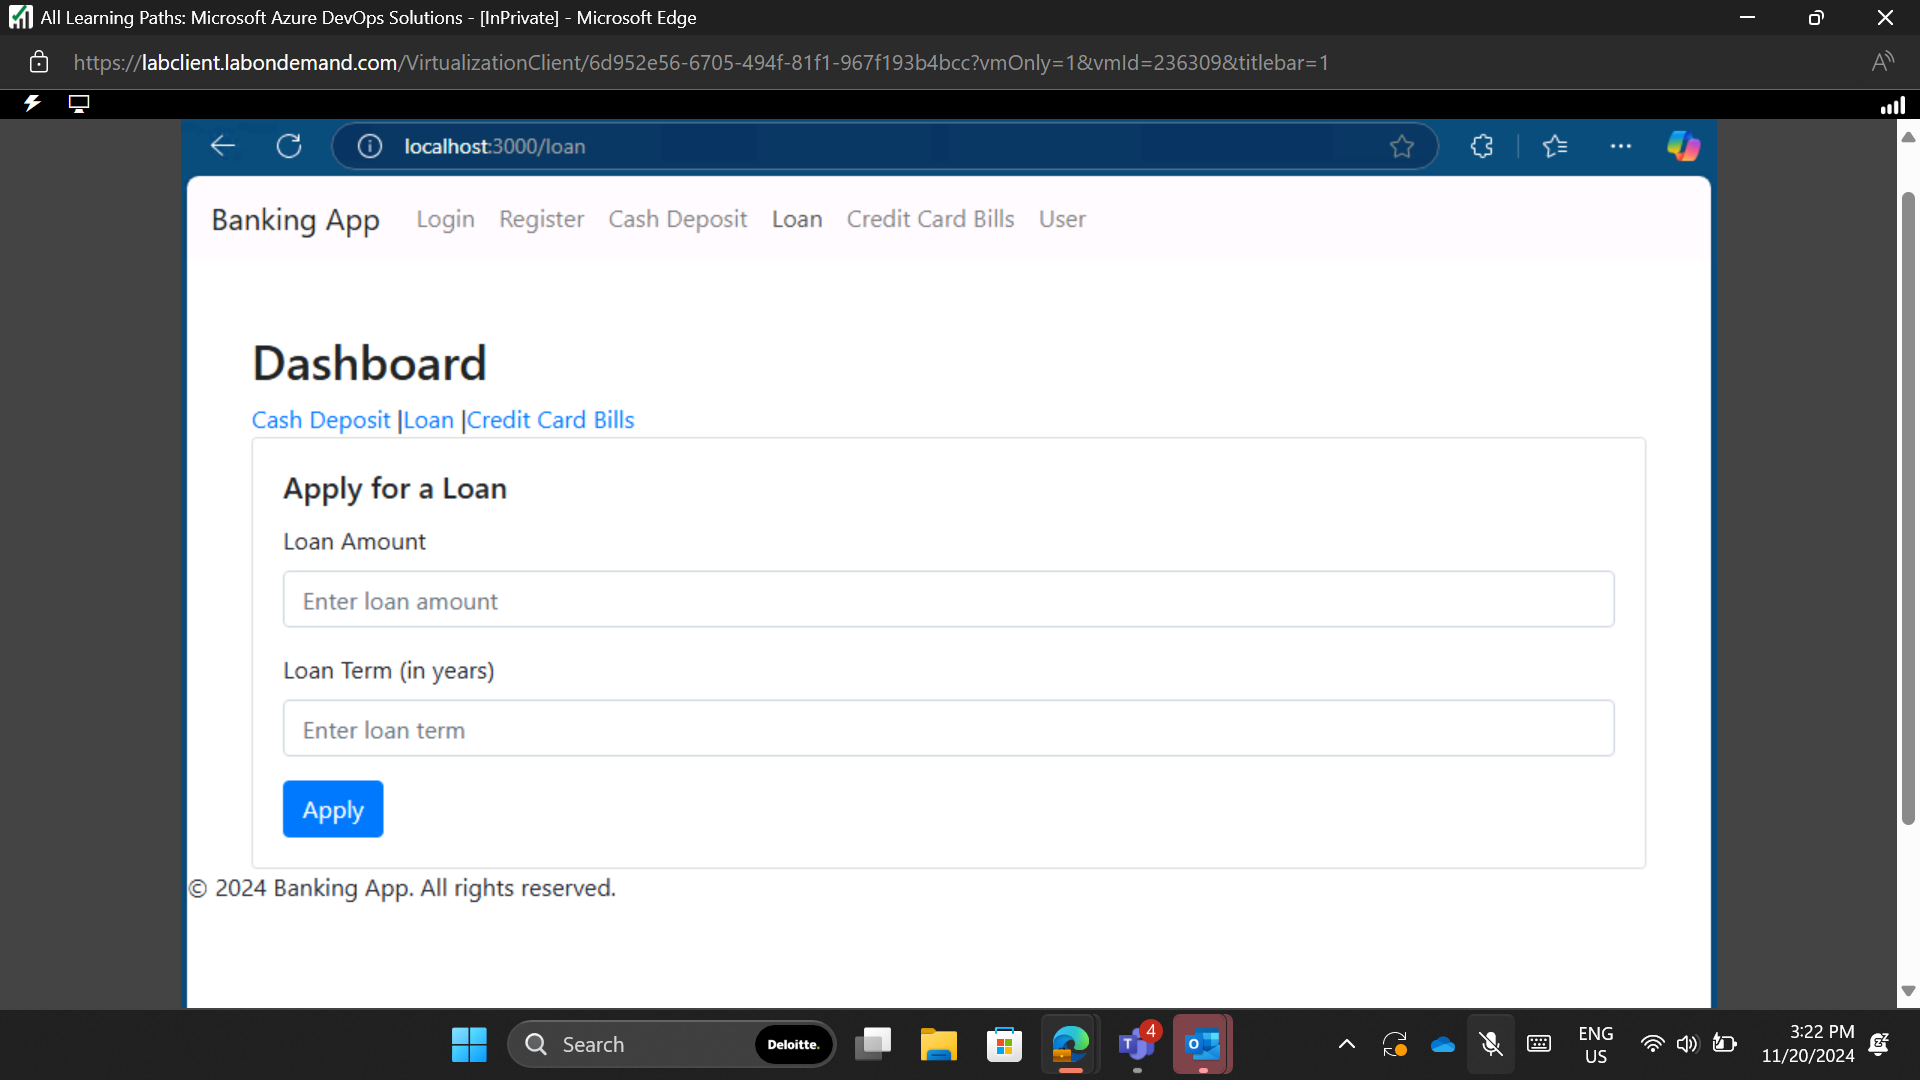 All Learning Paths: Microsoft Azure DevOps Solutions - [InPrivate] - Microsoft Edge
https://labclient.labondemand.com/VirtualizationClient/6d952e56-6705-494f-81f1-967f193b4bcc?vmOnly=1&vmId=236309&titlebar=1
localhost:3000/loan
Banking App Login Register Cash Deposit Loan Credit Card Bills User
Dashboard
Cash Deposit |Loan |Credit Card Bills
Apply for a Loan
Loan Amount
Enter loan amount
Loan Term (in years)
Enter loan term
Apply
© 2024 Banking App. All rights reserved.
Search Deloitte. 4 ENG 3:22 PM
US 11/20/2024